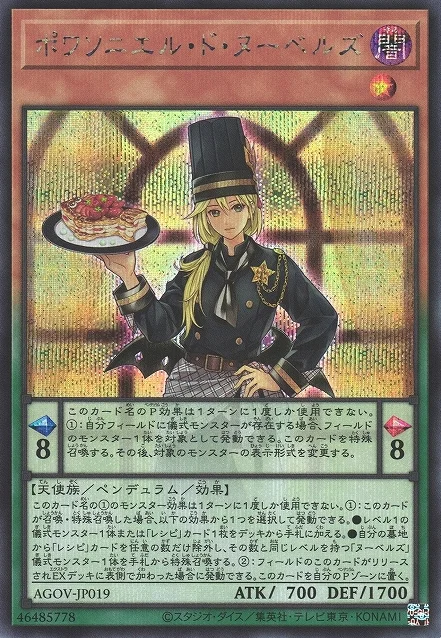 ポワソニエル・ド・ヌーベルズ
闇
このカード名のP効果は1ターンに1度しか使用できない。
①：自分フィールドに儀式モンスターが存在する場合、フィールド
のモンスター1体を対象として発動できる。このカードを特殊
召喚する。その後、対象のモンスターの表示形式を変更する。
8
8
【天使族／ペンデュラム／効果】
このカード名の①のモンスター効果は1ターンに1度しか使用できない。①：このカード
が召喚・特殊召喚した場合、以下の効果から1つを選択して発動できる。●レベル1の
儀式モンスター1体または「レシピ」カード1枚をデッキから手札に加える。●自分の墓地
から「レシピ」カードを任意の数だけ除外し、その数と同じレベルを持つ「ヌーベルズ」
儀式モンスター1体を手札から特殊召喚する。②：フィールドのこのカードがリリース
されEXデッキに表側で加わった場合に発動できる。このカードを自分のPゾーンに置く。
AGOV-JP019
ATK/ 700 DEF/1700
46485778
©スタジオ・ダイス／集英社・テレビ東京・KONAMI